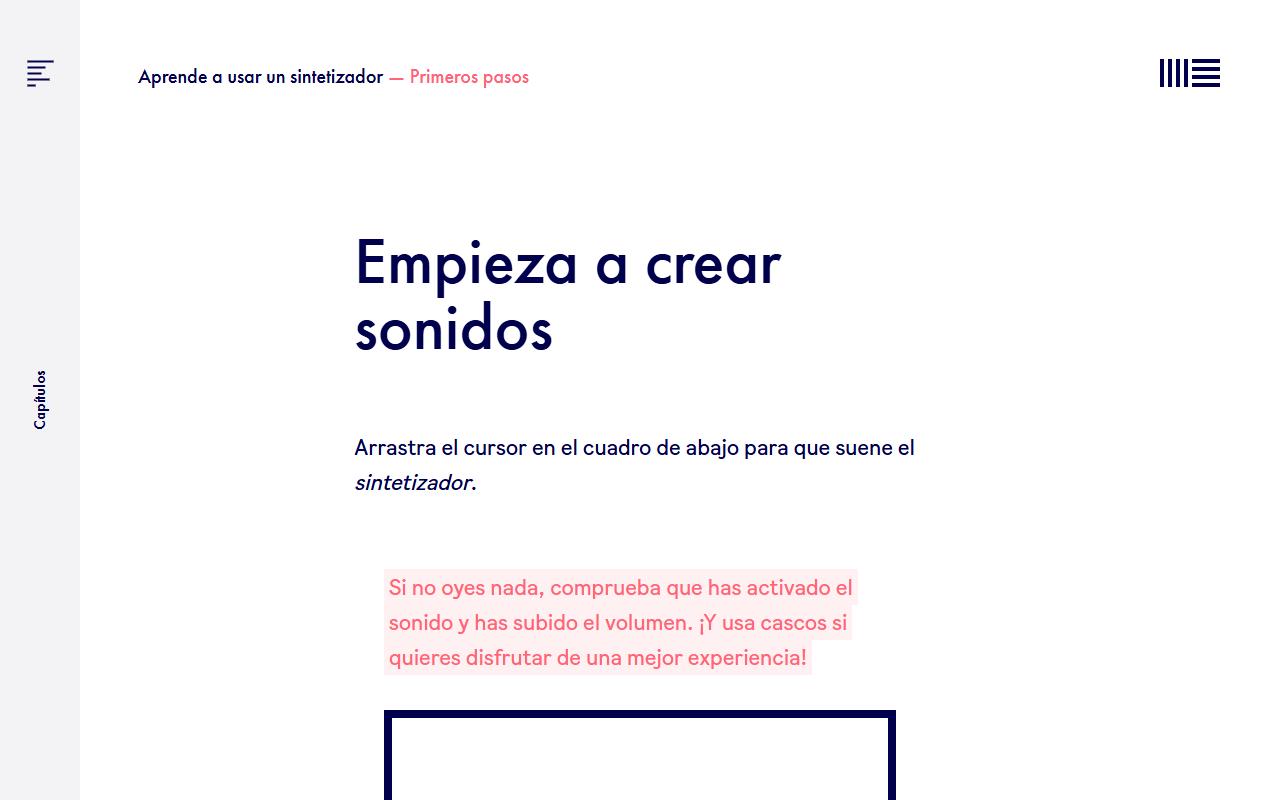 Aprende a usar un sintetizador — Primeros pasos
Capítulos
Empieza a crear
sonidos
Arrastra el cursor en el cuadro de abajo para que suene el
sintetizador.
Si no oyes nada, comprueba que has activado el
sonido y has subido el volumen. ¡Y usa cascos si
quieres disfrutar de una mejor experiencia!